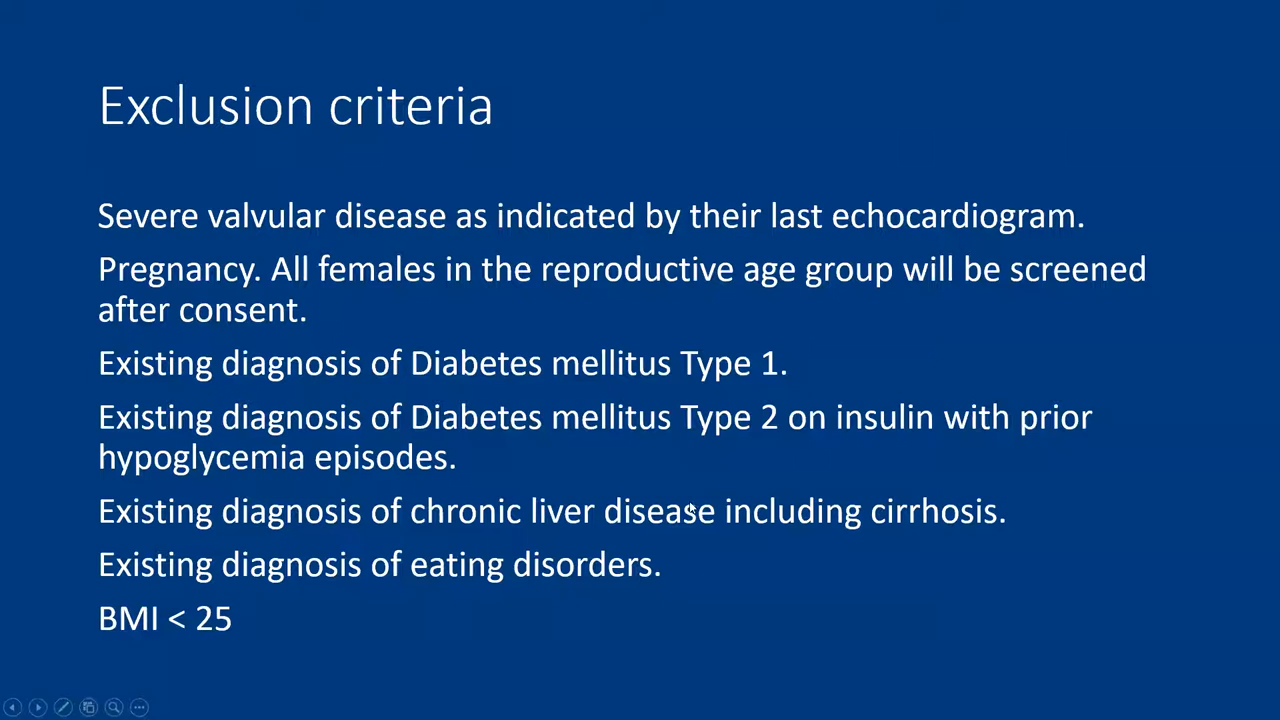 Exclusion criteria
Severe valvular disease as indicated by their last echocardiogram.
Pregnancy. All females in the reproductive age group will be screened
after consent.
Existing diagnosis of Diabetes mellitus Type 1.
Existing diagnosis of Diabetes mellitus Type 2 on insulin with prior
hypoglycemia episodes.
Existing diagnosis of chronic liver disease including cirrhosis.
Existing diagnosis of eating disorders.
BMI < 25